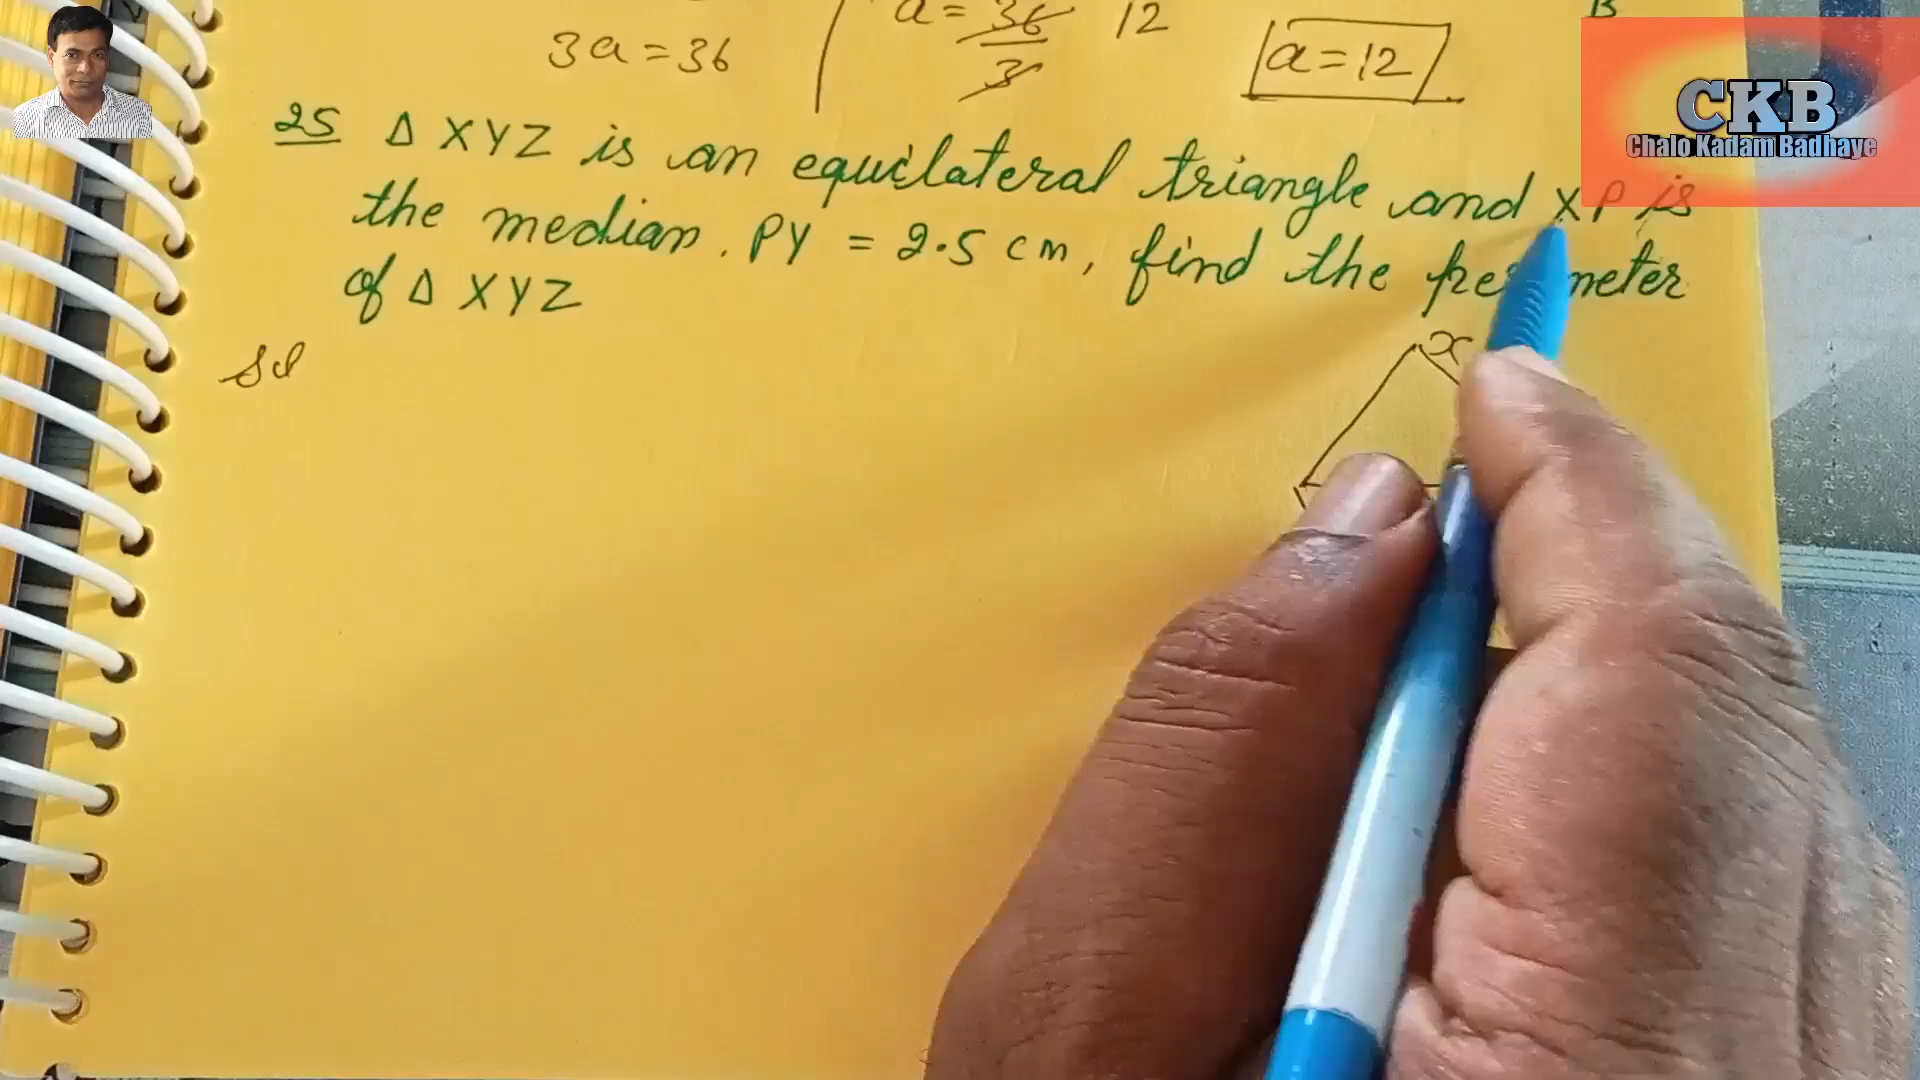 3a = 36
a = 36/3 12
a = 12
B
CKB
Chalo Kadam Badhaye
25 Δ XYZ is an equilateral triangle and XP is
the median. PY = 2.5 cm, find the
of Δ XYZ
Sol
x